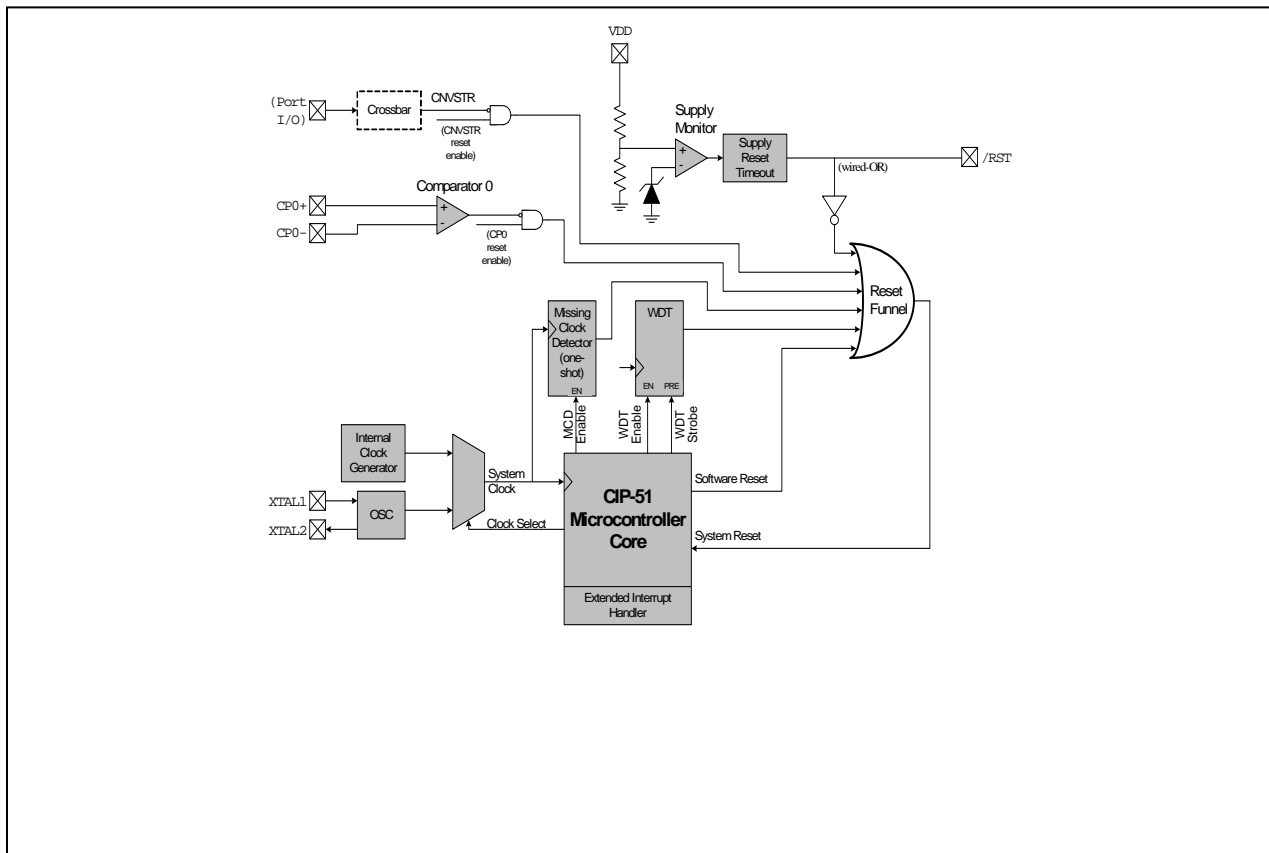 VDD
(Port
I/O)
Crossbar
CNVSTR
(CNVSTR
reset
enable)
Supply
Monitor
+
-
Supply
Reset
Timeout
(wired-OR)
/RST
Comparator 0
CP0+
CP0-
+
-
(CP0
reset
enable)
Reset
Funnel
Missing
Clock
Detector
(one-
shot)
EN
WDT
EN
PRE
MCD
Enable
WDT
Enable
WDT
Strobe
Internal
Clock
Generator
System
Clock
XTAL1
XTAL2
OSC
Clock Select
CIP-51
Microcontroller
Core
Software Reset
System Reset
Extended Interrupt
Handler